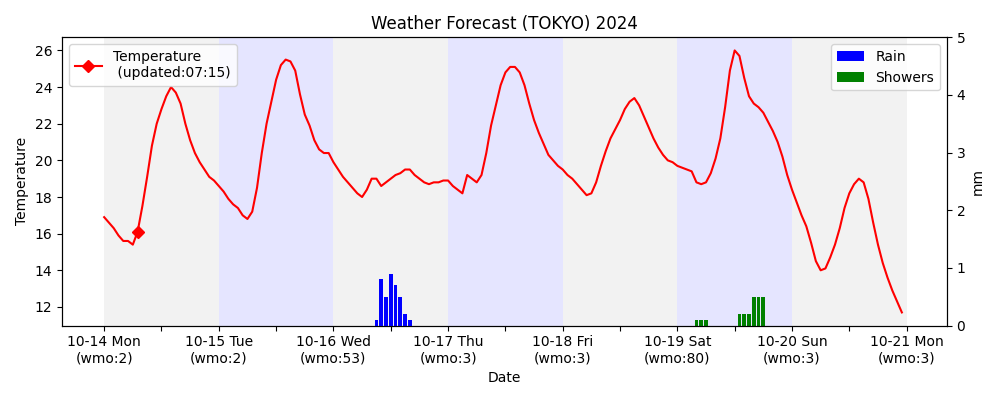 Weather Forecast (TOKYO) 2024
Temperature
(updated:07:15)
Rain
Showers
Temperature
26
24
22
20
18
16
14
12
5
4
3
2
1
0
mm
10-14 Mon
(wmo:2)
10-15 Tue
(wmo:2)
10-16 Wed
(wmo:53)
10-17 Thu
(wmo:3)
10-18 Fri
(wmo:3)
10-19 Sat
(wmo:80)
10-20 Sun
(wmo:3)
10-21 Mon
(wmo:3)
Date